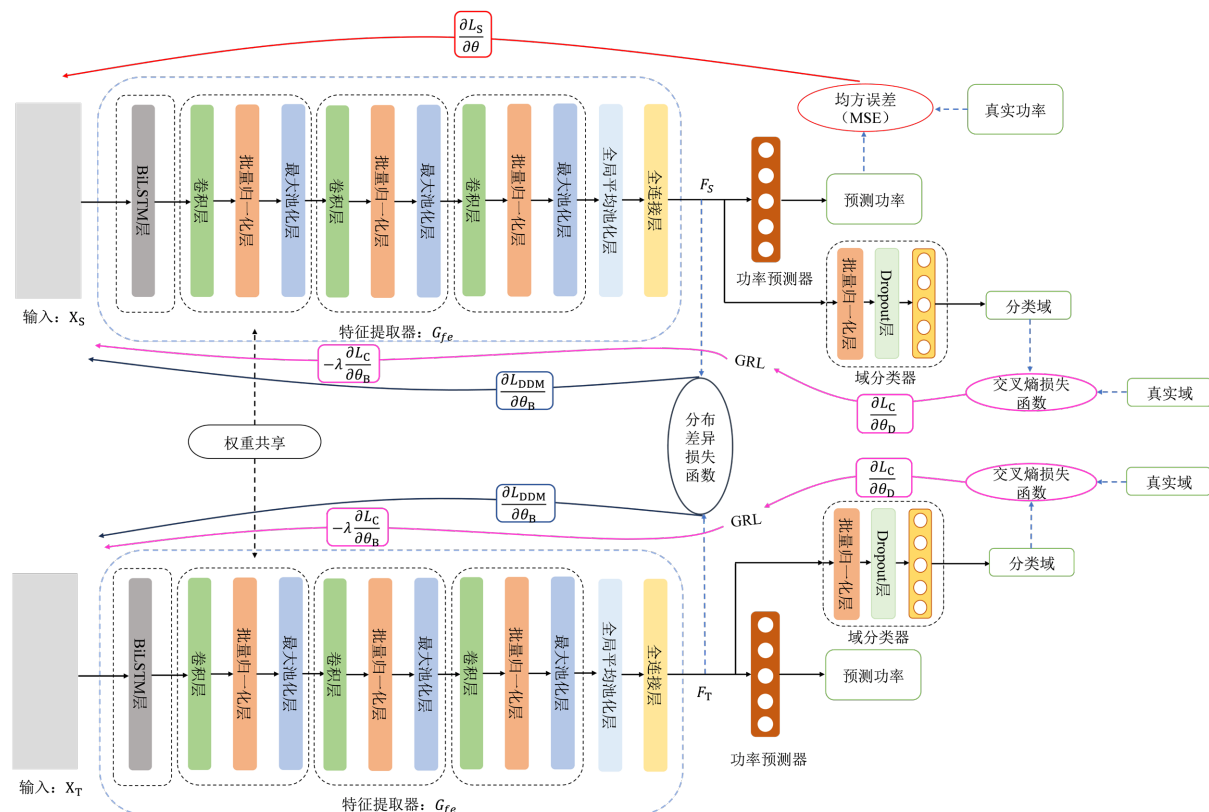 ∂L_S/∂θ
均方误差
（MSE）
真实功率
BiLSTM层
卷积层
批量归一化层
最大池化层
卷积层
批量归一化层
最大池化层
卷积层
批量归一化层
最大池化层
全局平均池化层
全连接层
F_S
预测功率
功率预测器
批量归一化层
Dropout层
分类域
域分类器
输入：X_S
特征提取器：G_fe
-λ ∂L_C/∂θ_B
GRL
∂L_DDM/∂θ_B
∂L_C/∂θ_D
交叉熵损失
函数
真实域
权重共享
分布
差异
损失
函数
∂L_DDM/∂θ_B
-λ ∂L_C/∂θ_B
GRL
∂L_C/∂θ_D
交叉熵损失
函数
真实域
批量归一化层
Dropout层
分类域
域分类器
BiLSTM层
卷积层
批量归一化层
最大池化层
卷积层
批量归一化层
最大池化层
卷积层
批量归一化层
最大池化层
全局平均池化层
全连接层
F_T
预测功率
功率预测器
输入：X_T
特征提取器：G_fe